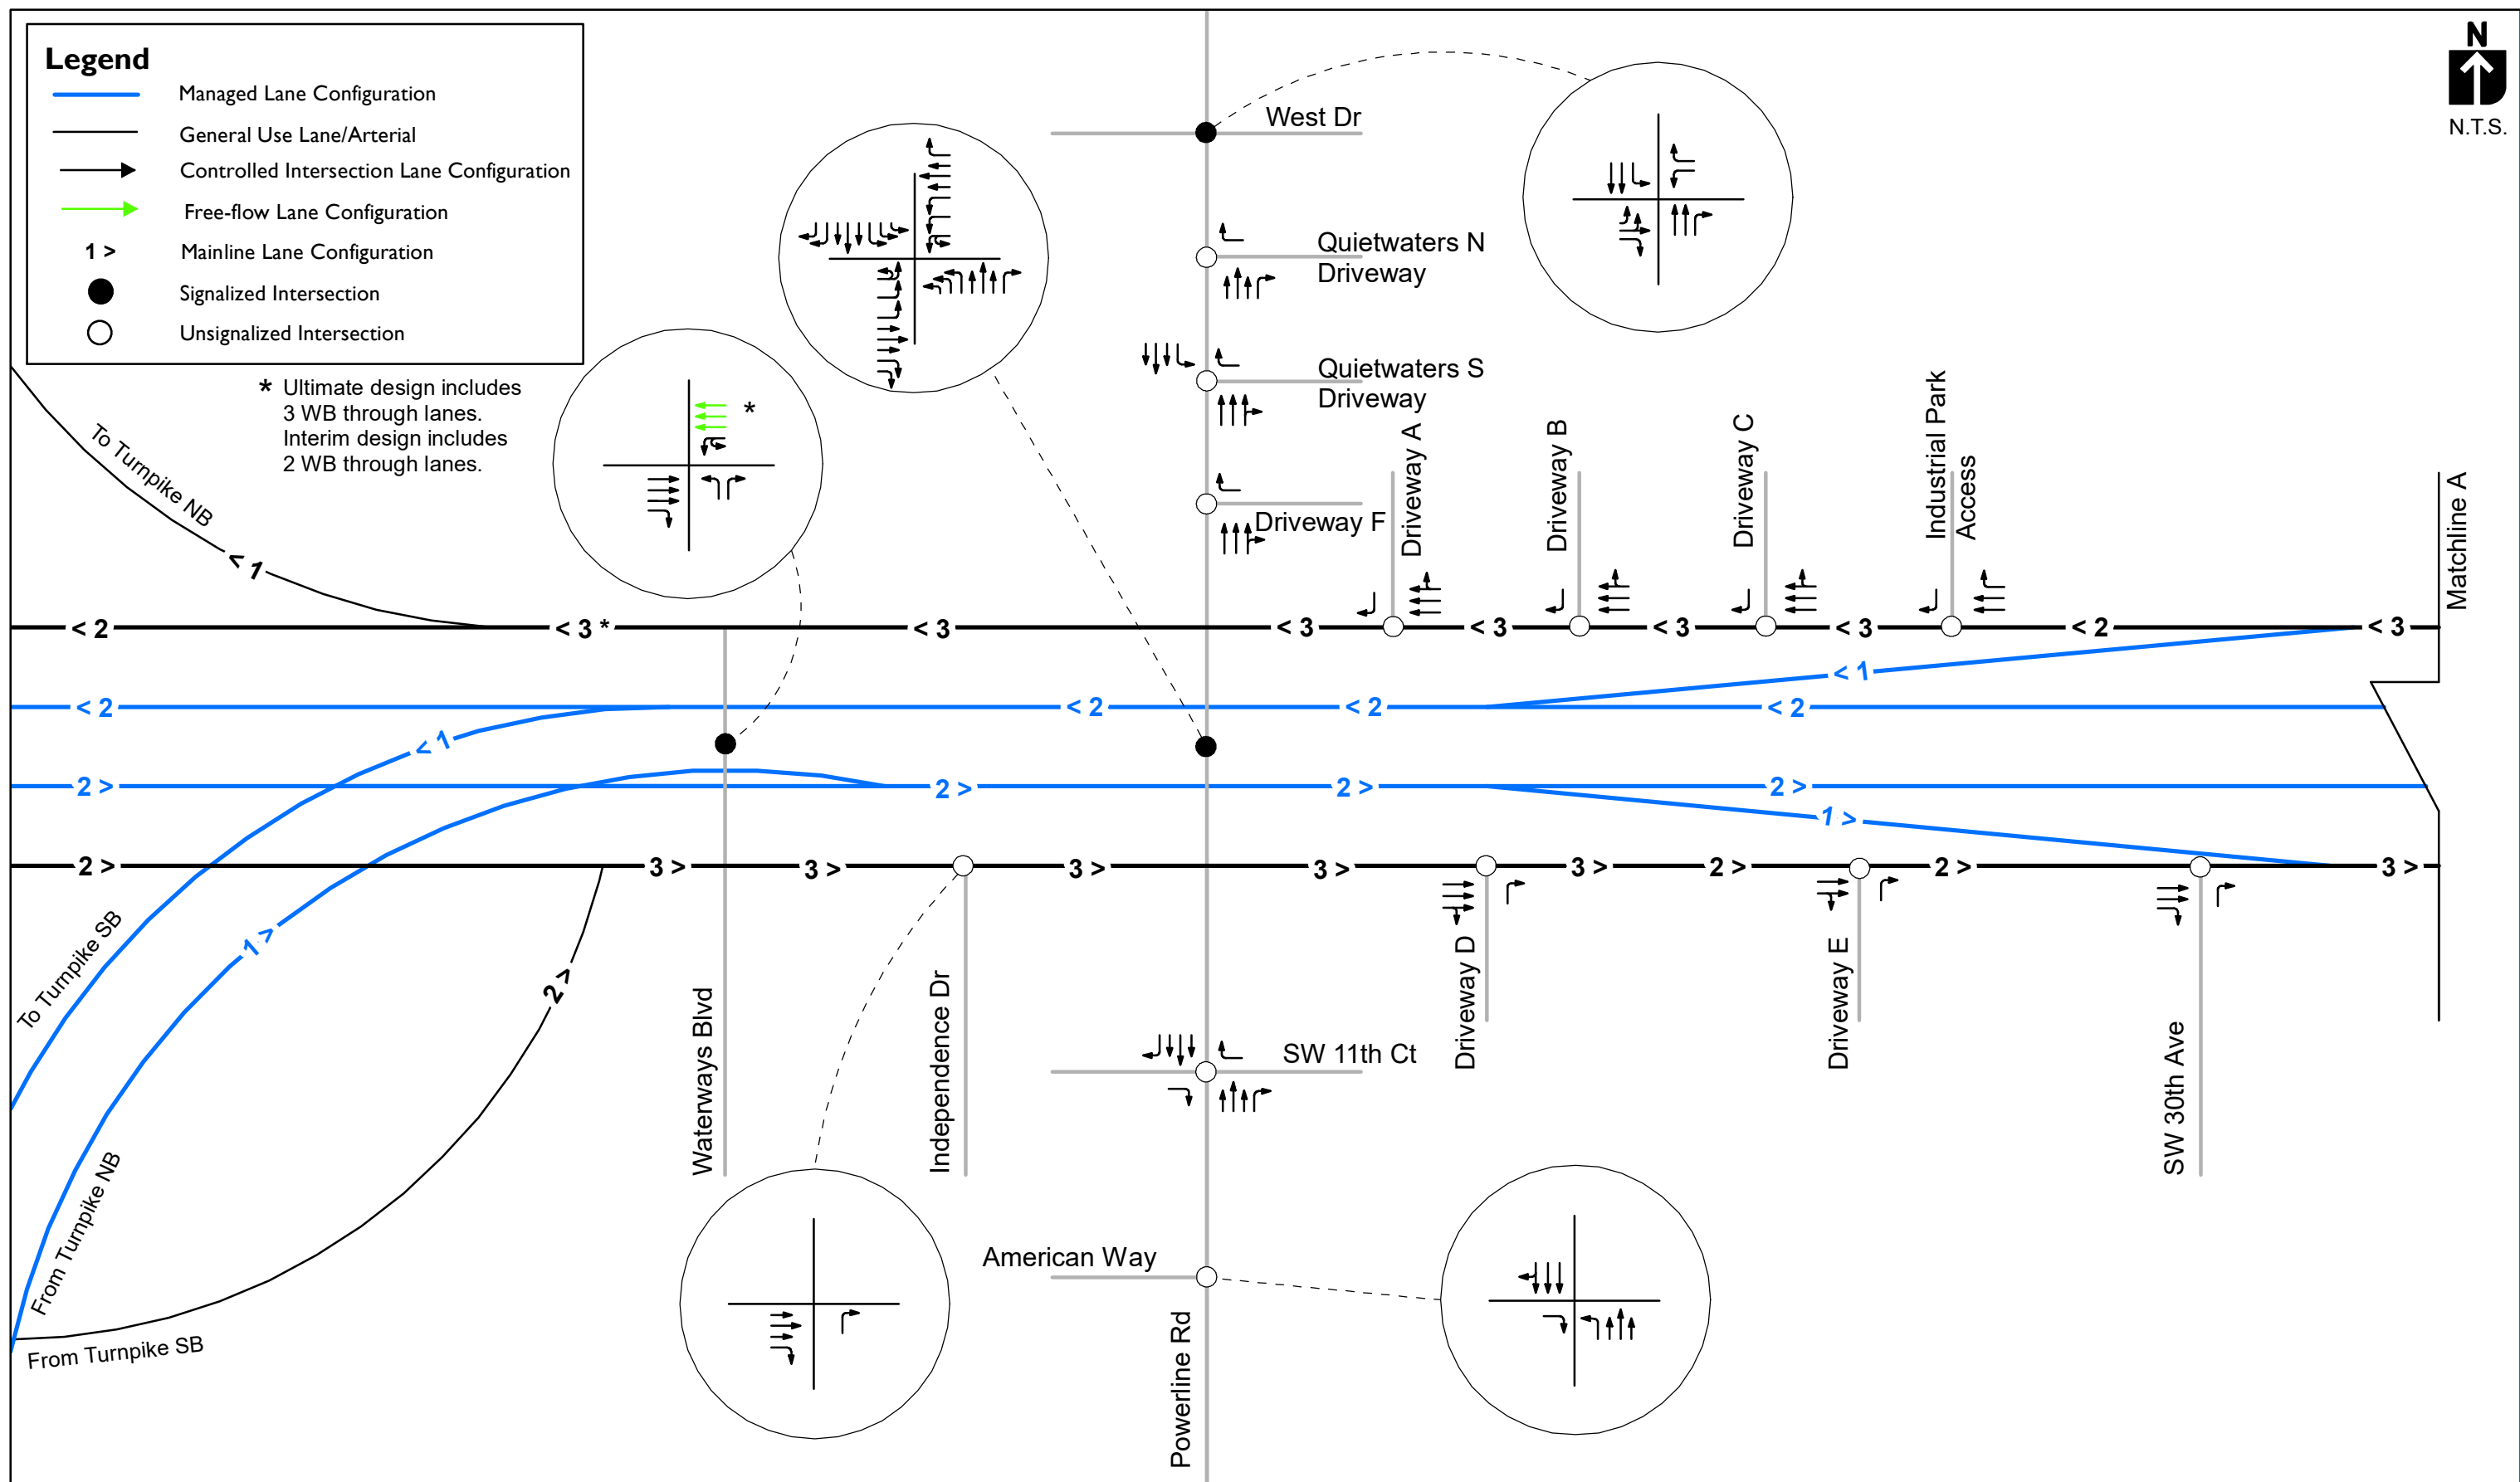 Legend
Managed Lane Configuration
General Use Lane/Arterial
Controlled Intersection Lane Configuration
Free-flow Lane Configuration
1 > Mainline Lane Configuration
Signalized Intersection
Unsignalized Intersection
* Ultimate design includes
3 WB through lanes.
Interim design includes
2 WB through lanes.
N
N.T.S.
West Dr
Quietwaters N
Driveway
Quietwaters S
Driveway
Driveway F
Driveway A
Driveway B
Driveway C
Industrial Park
Access
Matchline A
*
To Turnpike NB
< 1
< 2
< 3 *
< 3
< 3
< 3
< 3
< 3
< 2
< 3
< 1
< 2
< 2
< 2
< 2
< 1
2 >
2 >
2 >
2 >
1 >
2 >
3 >
3 >
3 >
3 >
3 >
2 >
2 >
3 >
To Turnpike SB
1 >
2 >
From Turnpike NB
From Turnpike SB
Waterways Blvd
Independence Dr
SW 11th Ct
Driveway D
Driveway E
SW 30th Ave
American Way
Powerline Rd